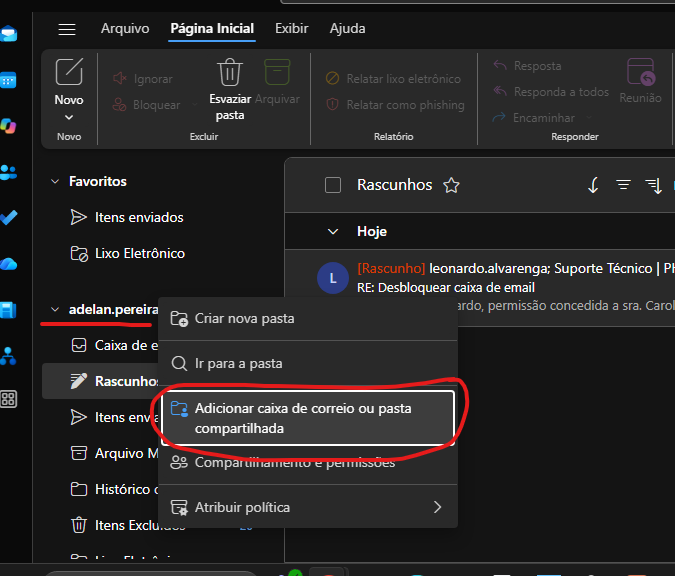 Arquivo Página Inicial Exibir Ajuda
Novo
Novo
Ignorar
Bloquear
Esvaziar
pasta
Arquivar
Excluir
Relatar lixo eletrônico
Relatar como phishing
Relatório
Resposta
Responda a todos
Encaminhar
Reunião
Responder
Favoritos
Itens enviados
Lixo Eletrônico
adelan.pereira
Caixa de e
Rascunhos
Itens envia
Arquivo M
Histórico
Itens Excluídos
Rascunhos
Hoje
L
[Rascunho] leonardo.alvarenga; Suporte Técnico |
RE: Desbloquear caixa de email
ardo, permissão concedida a sra. Carol
Criar nova pasta
Ir para a pasta
Adicionar caixa de correio ou pasta
compartilhada
Compartilhamento e permissões
Atribuir política